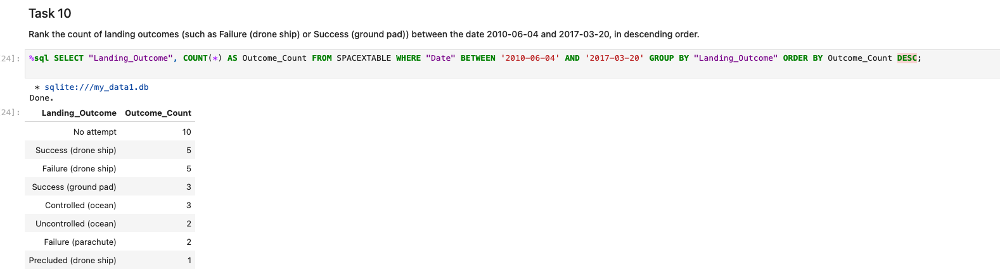 Task 10
Rank the count of landing outcomes (such as Failure (drone ship) or Success (ground pad)) between the date 2010-06-04 and 2017-03-20, in descending order.
24]: %sql SELECT "Landing_Outcome", COUNT(*) AS Outcome_Count FROM SPACEXTABLE WHERE "Date" BETWEEN '2010-06-04' AND '2017-03-20' GROUP BY "Landing_Outcome" ORDER BY Outcome_Count DESC;
* sqlite:///my_data1.db
Done.
24]: Landing_Outcome Outcome_Count
No attempt 10
Success (drone ship) 5
Failure (drone ship) 5
Success (ground pad) 3
Controlled (ocean) 3
Uncontrolled (ocean) 2
Failure (parachute) 2
Precluded (drone ship) 1